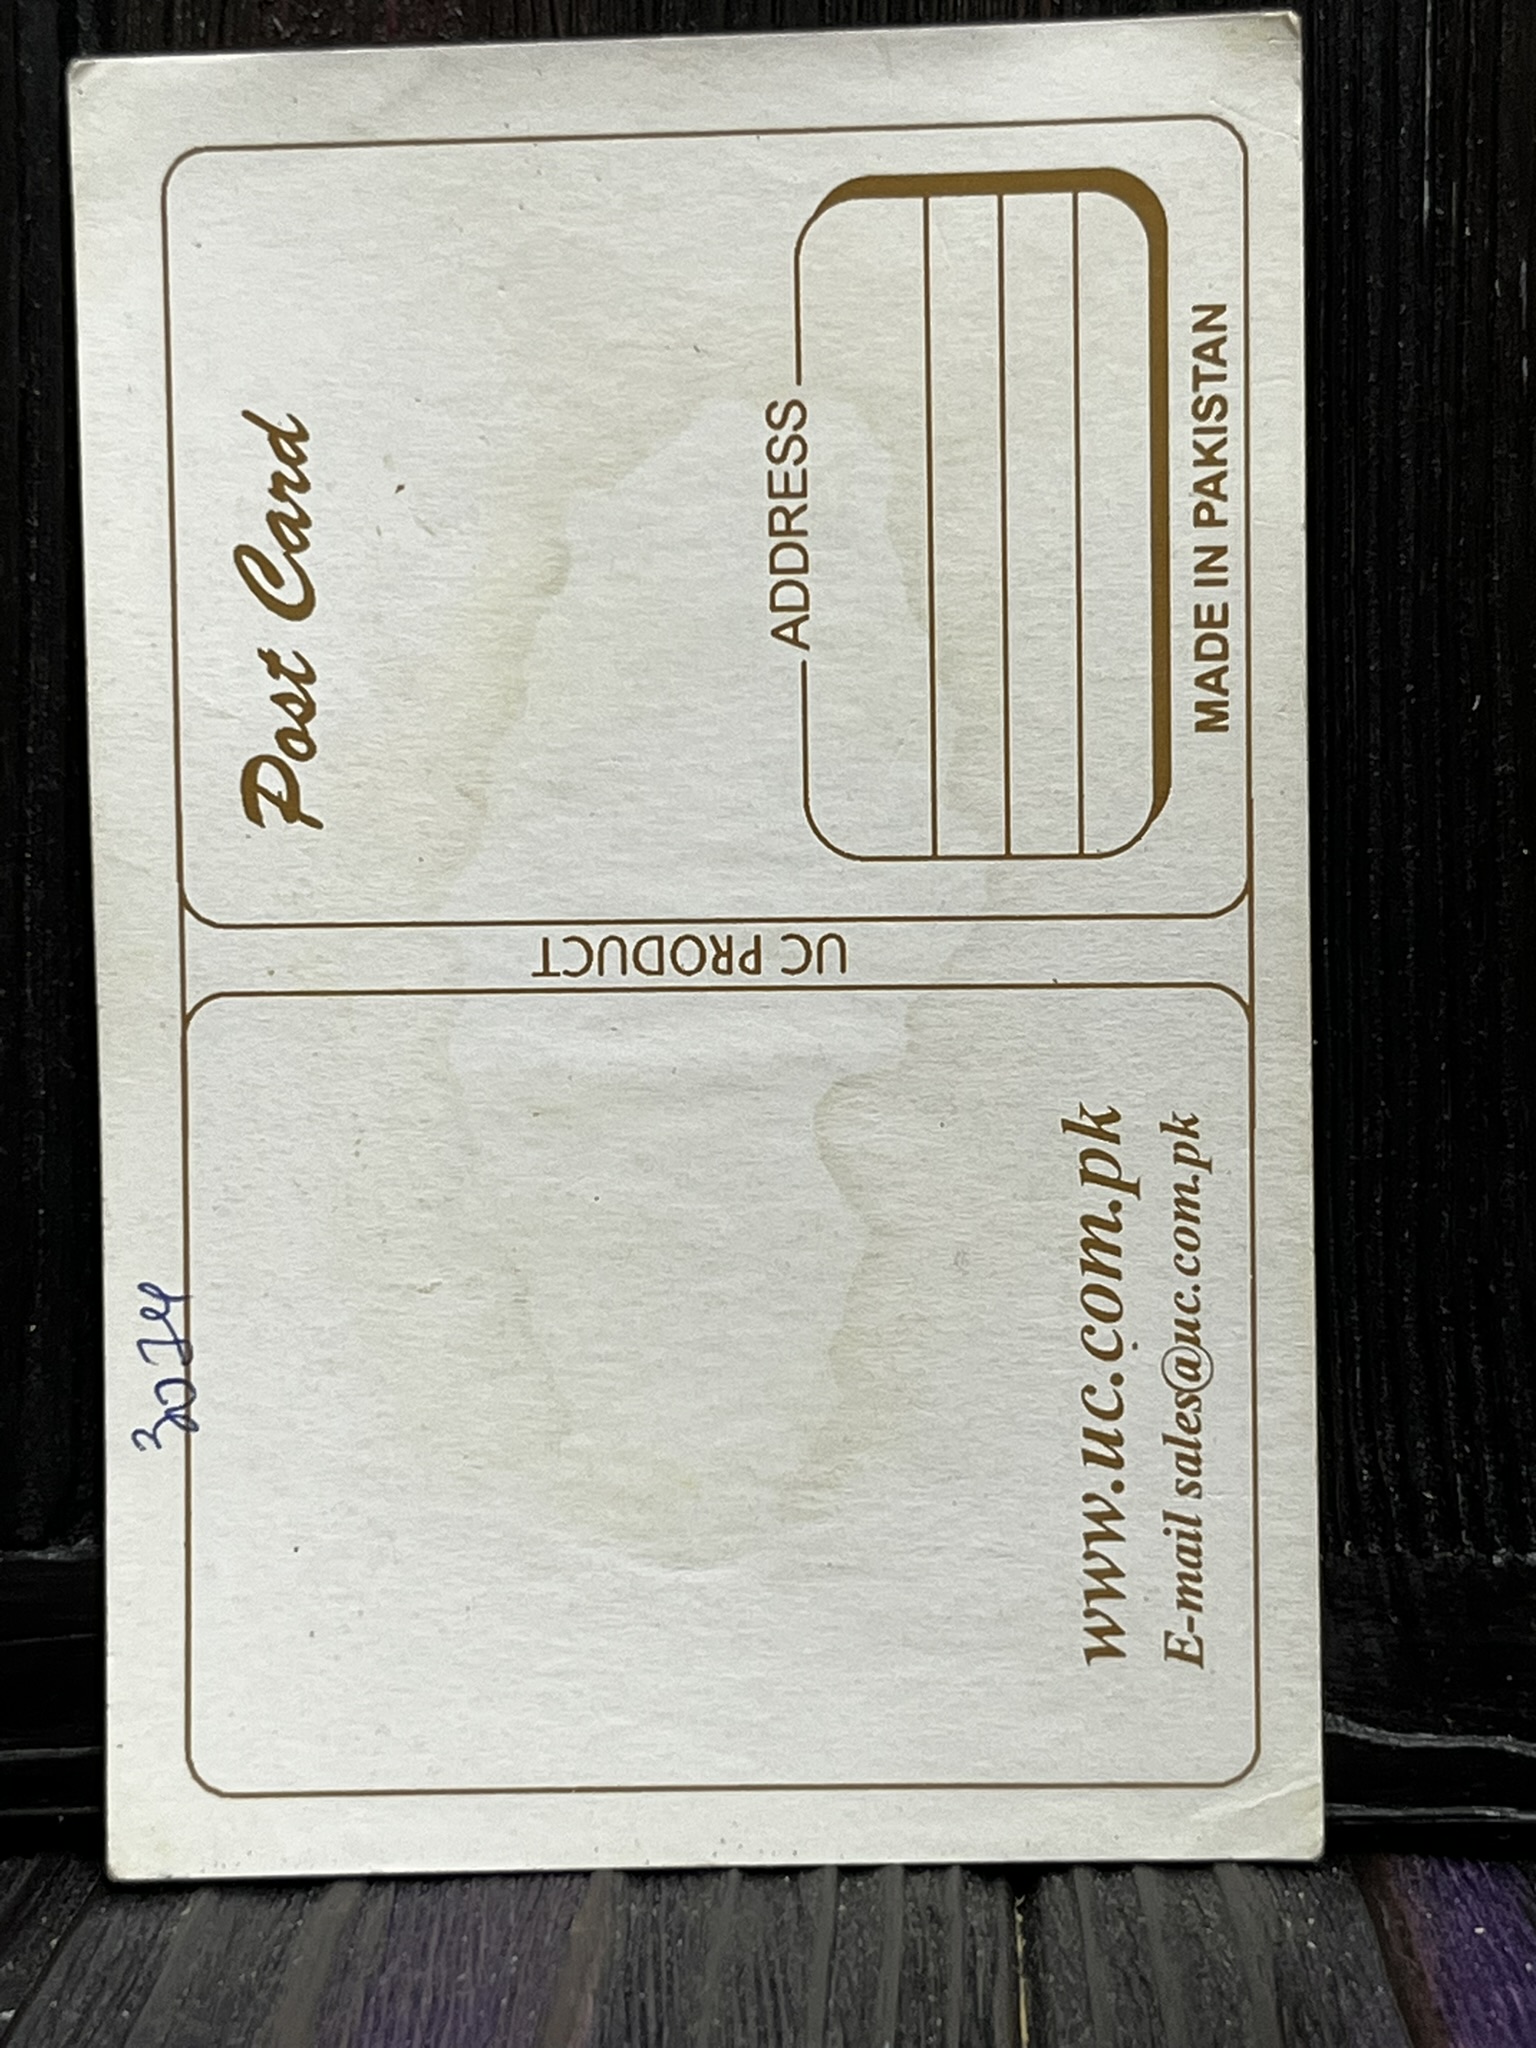 Post Card
ADDRESS
MADE IN PAKISTAN
UC PRODUCT
www.uc.com.pk
E-mail sales@uc.com.pk